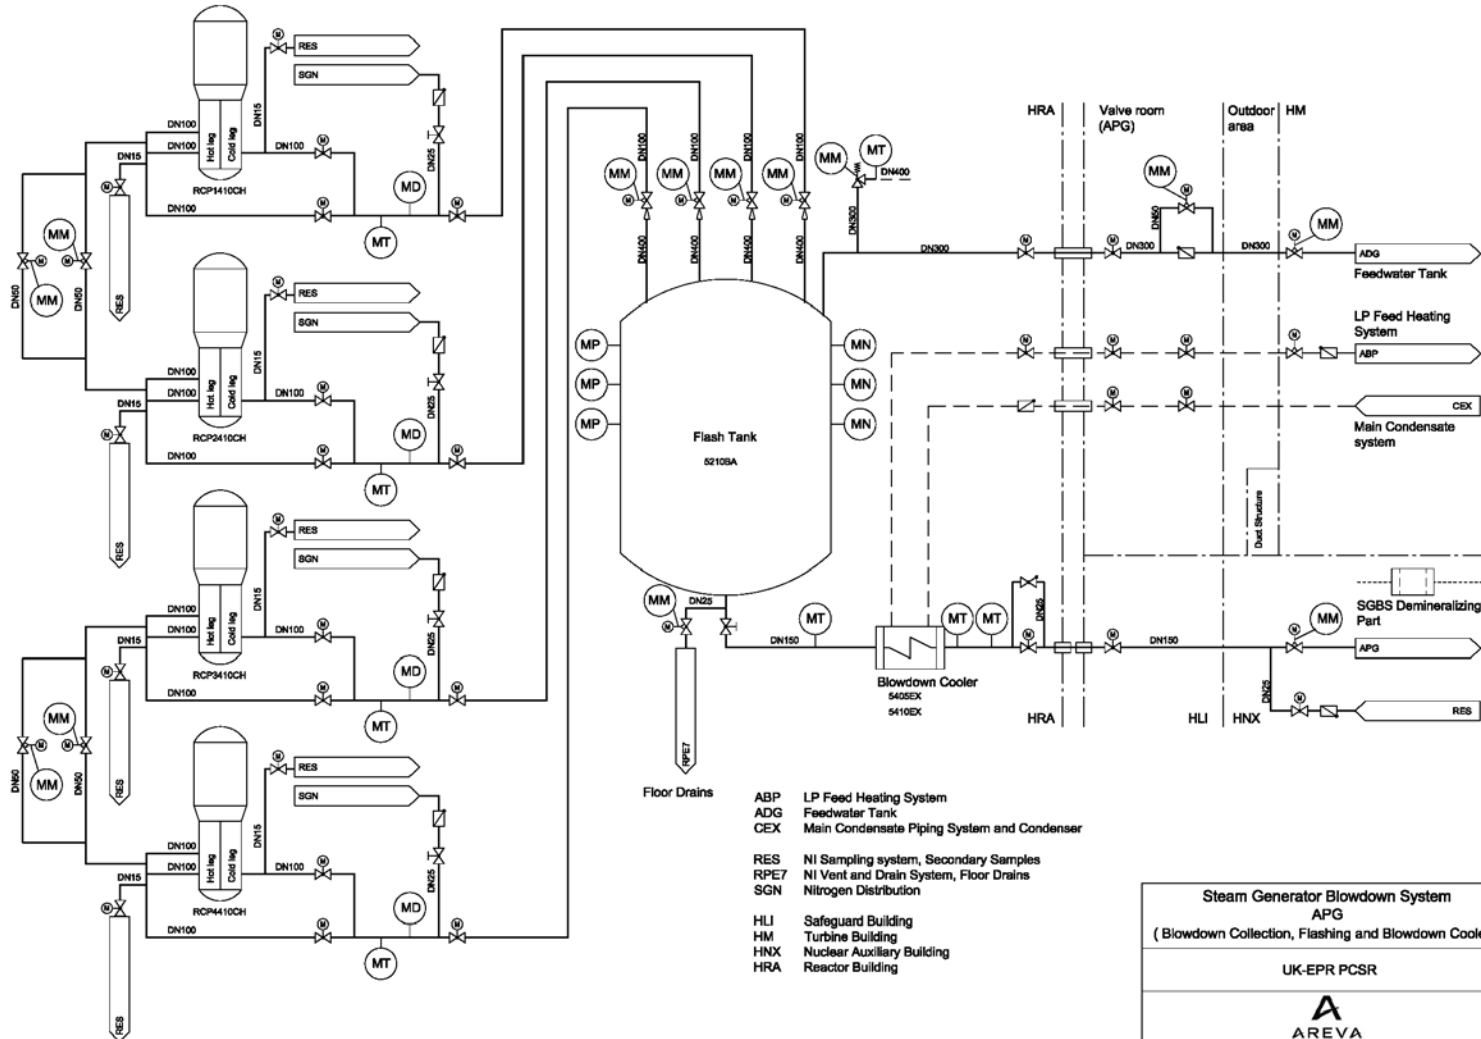 RES
SGN
DN15
DN100
DN100
DN15
Hot leg
Cold leg
DN100
DN25
RCP1410CH
MD
DN100
MT
RES
MM
MM
DN50
DN50
RES
SGN
DN15
DN100
DN100
DN15
Hot leg
Cold leg
DN100
DN25
RCP2410CH
MD
DN100
MT
RES
RES
SGN
DN15
DN100
DN100
DN15
Hot leg
Cold leg
DN100
DN25
RCP3410CH
MD
DN100
MT
RES
MM
MM
DN50
DN50
RES
SGN
DN15
DN100
DN100
DN15
Hot leg
Cold leg
DN100
DN25
RCP4410CH
MD
DN100
MT
RES
DN100
DN100
DN100
DN100
MM
MM
MM
MM
DN400
DN400
DN400
DN400
MM
MT
DN400
DN300
DN300
MP
MP
MP
MN
MN
MN
Flash Tank
5210BA
MM
DN25
RPE7
Floor Drains
DN150
MT
MT
MT
DN25
Blowdown Cooler
5405EX
5410EX
HRA
Valve room
(APG)
Outdoor
area
HM
MM
DN50
DN300
DN300
MM
ADG
Feedwater Tank
LP Feed Heating
System
ABP
CEX
Main Condensate
system
Duct Structure
SGBS Demineralizing
Part
MM
DN150
APG
DN25
RES
HRA
HLI
HNX
ABP LP Feed Heating System
ADG Feedwater Tank
CEX Main Condensate Piping System and Condenser
RES NI Sampling system, Secondary Samples
RPE7 NI Vent and Drain System, Floor Drains
SGN Nitrogen Distribution
HLI Safeguard Building
HM Turbine Building
HNX Nuclear Auxiliary Building
HRA Reactor Building
Steam Generator Blowdown System
APG
( Blowdown Collection, Flashing and Blowdown Coole
UK-EPR PCSR
AREVA